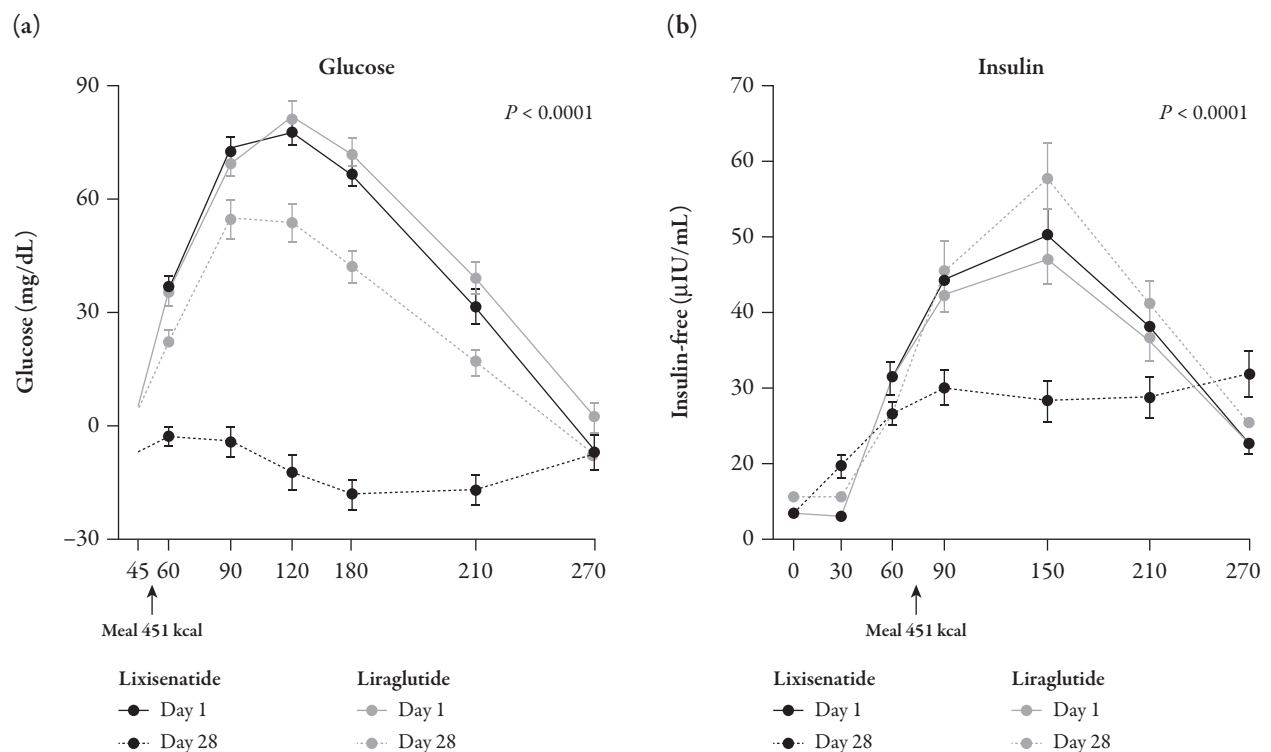 (a)
Glucose
P < 0.0001
Glucose (mg/dL)
90
60
30
0
–30
45 60 90 120 180 210 270
Meal 451 kcal
Lixisenatide
Day 1
Day 28
Liraglutide
Day 1
Day 28
(b)
Insulin
P < 0.0001
Insulin-free (μIU/mL)
70
60
50
40
30
20
0
0 30 60 90 150 210 270
Meal 451 kcal
Lixisenatide
Day 1
Day 28
Liraglutide
Day 1
Day 28